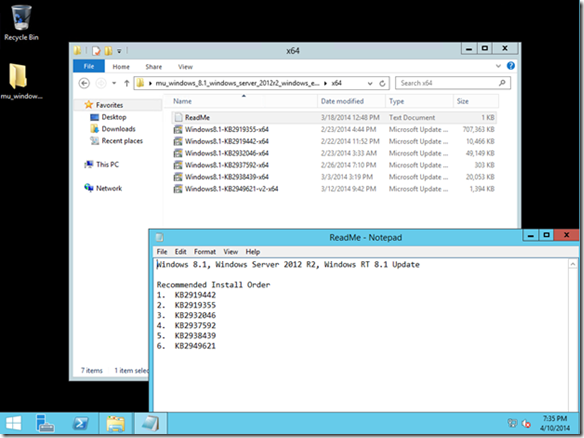 Recycle Bin
mu_window...
x64
File
Home
Share
View
mu_windows_8.1_windows_server_2012r2_windows_e... x64
Search x64
Favorites
Desktop
Downloads
Recent places
This PC
Network
Name Date modified Type Size
ReadMe 3/18/2014 12:48 PM Text Document 1 KB
Windows8.1-KB2919355-x64 2/23/2014 4:44 PM Microsoft Update ... 707,363 KB
Windows8.1-KB2919442-x64 2/22/2014 11:52 PM Microsoft Update ... 10,466 KB
Windows8.1-KB2932046-x64 2/23/2014 3:33 AM Microsoft Update ... 49,149 KB
Windows8.1-KB2937592-x64 2/26/2014 7:10 PM Microsoft Update ... 303 KB
Windows8.1-KB2938439-x64 3/3/2014 3:19 PM Microsoft Update ... 20,053 KB
Windows8.1-KB2949621-v2-x64 3/12/2014 9:42 PM Microsoft Update ... 1,394 KB
7 items 1 item selec
ReadMe - Notepad
File Edit Format View Help
Windows 8.1, Windows Server 2012 R2, Windows RT 8.1 Update
Recommended Install Order
1. KB2919442
2. KB2919355
3. KB2932046
4. KB2937592
5. KB2938439
6. KB2949621
7:35 PM
4/10/2014